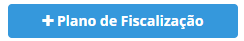 + Plano de Fiscalização